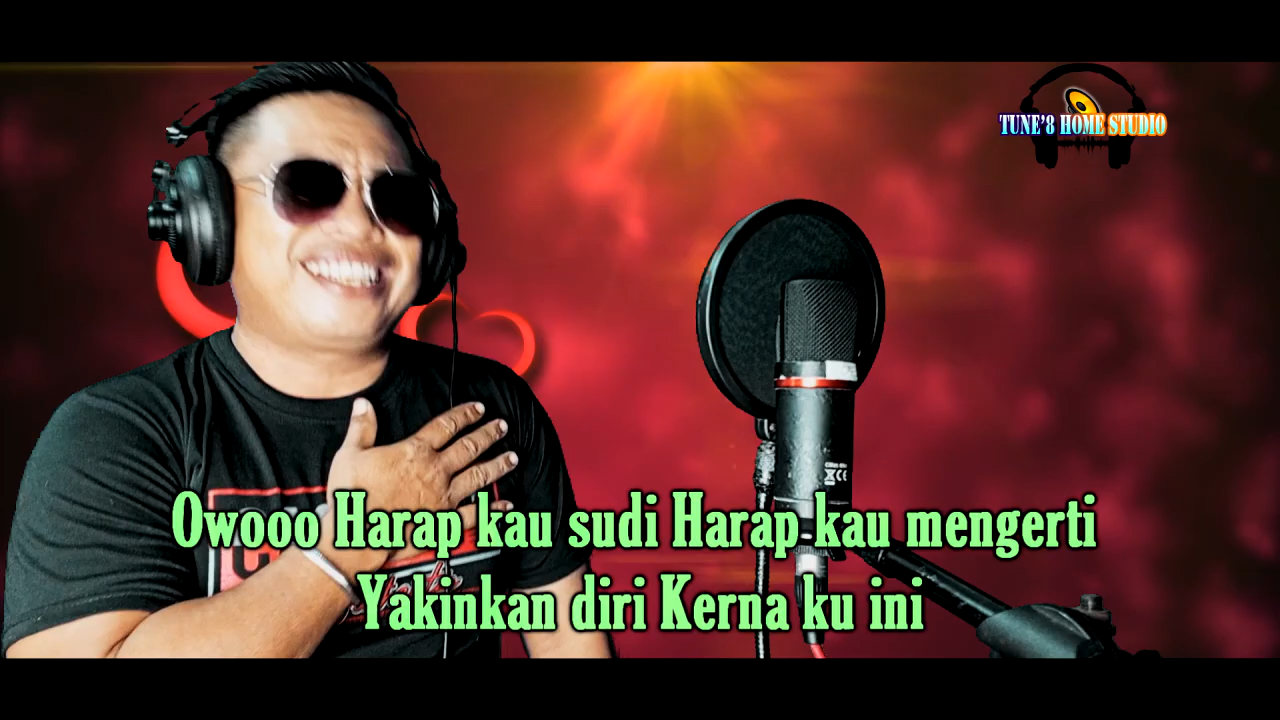 TUNE'8 HOME STUDIO
Owooo Harap kau sudi Harap kau mengerti
Yakinkan diri Kerna ku ini